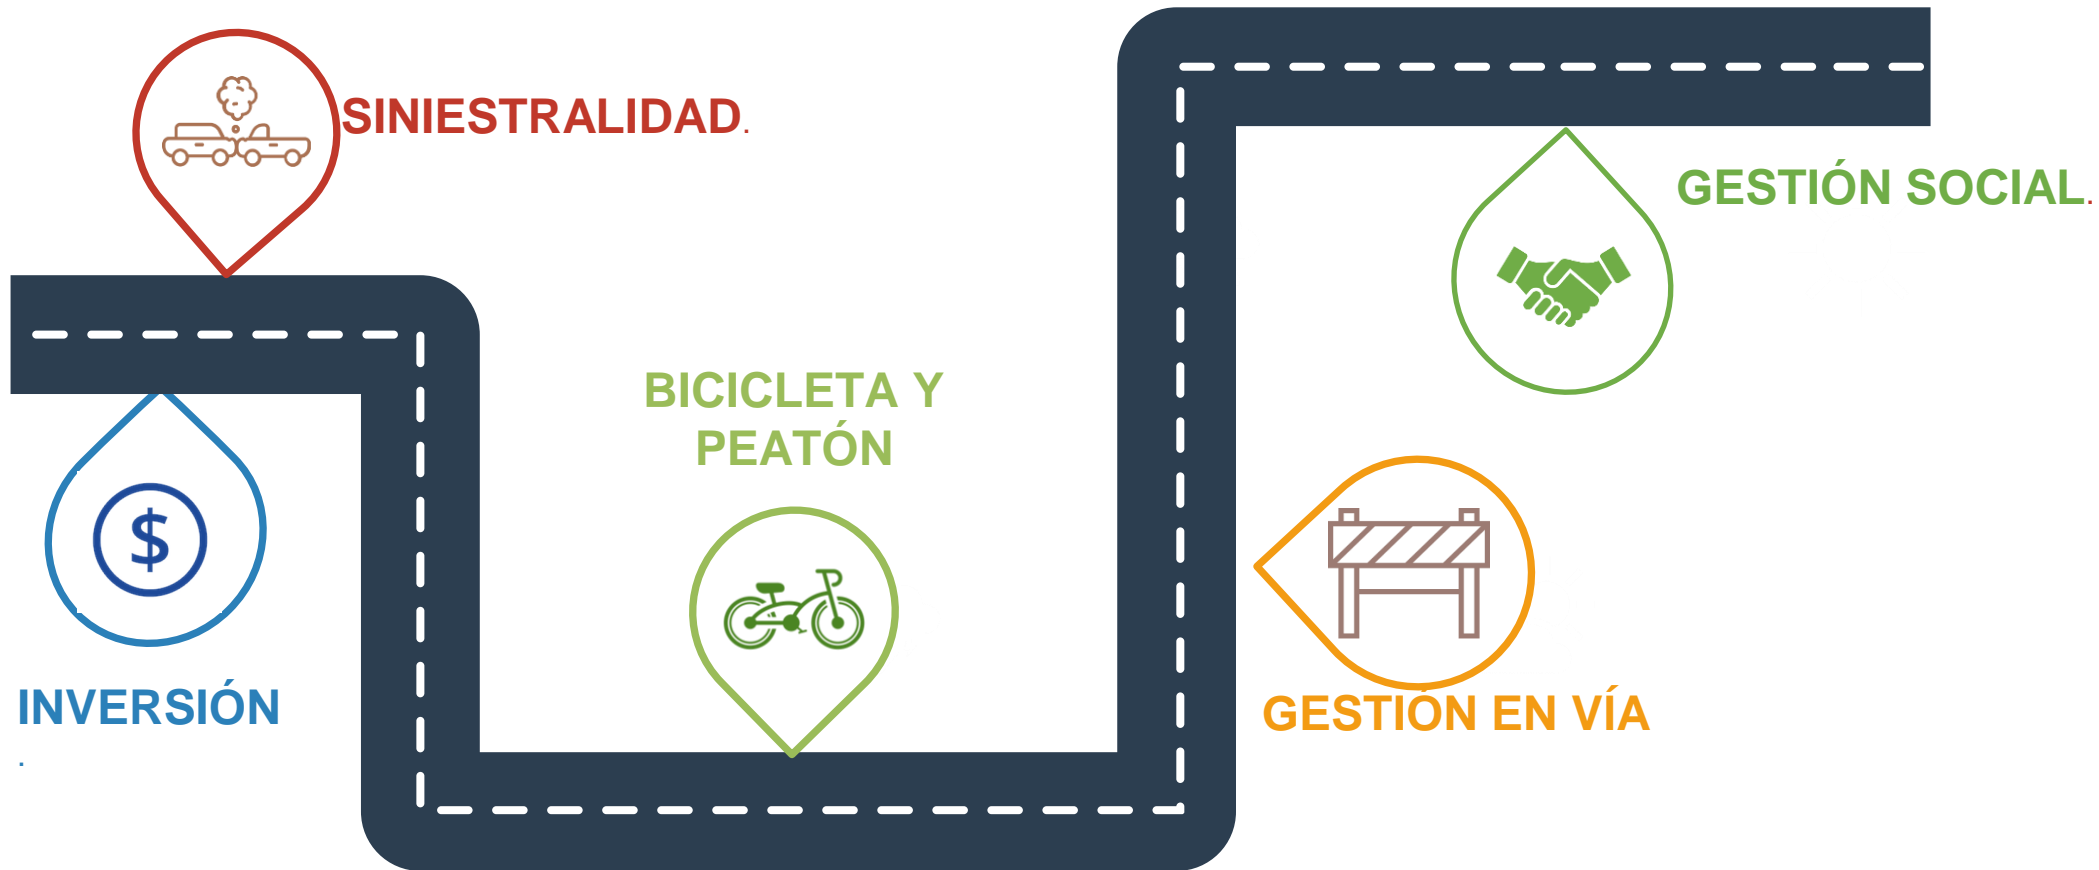 SINIESTRALIDAD.
GESTIÓN SOCIAL.
BICICLETA Y
PEATÓN
$
INVERSIÓN
.
GESTIÓN EN VÍA